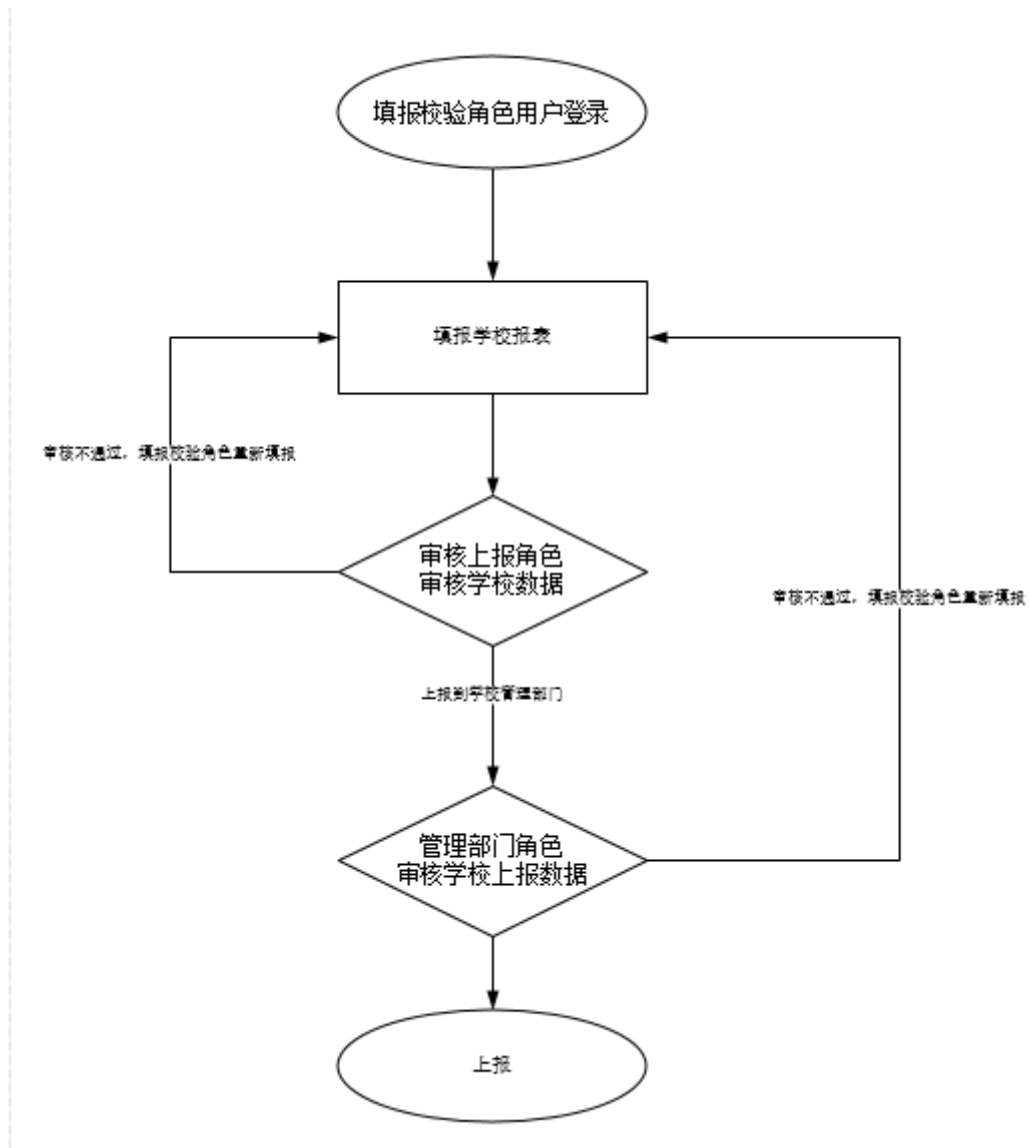 填报校验角色用户登录
填报学校报表
审核不通过，填报校验角色重新填报
审核上报角色
审核学校数据
审核不通过，填报校验角色重新填报
上报到学校管理部门
管理部门角色
审核学校上报数据
上报